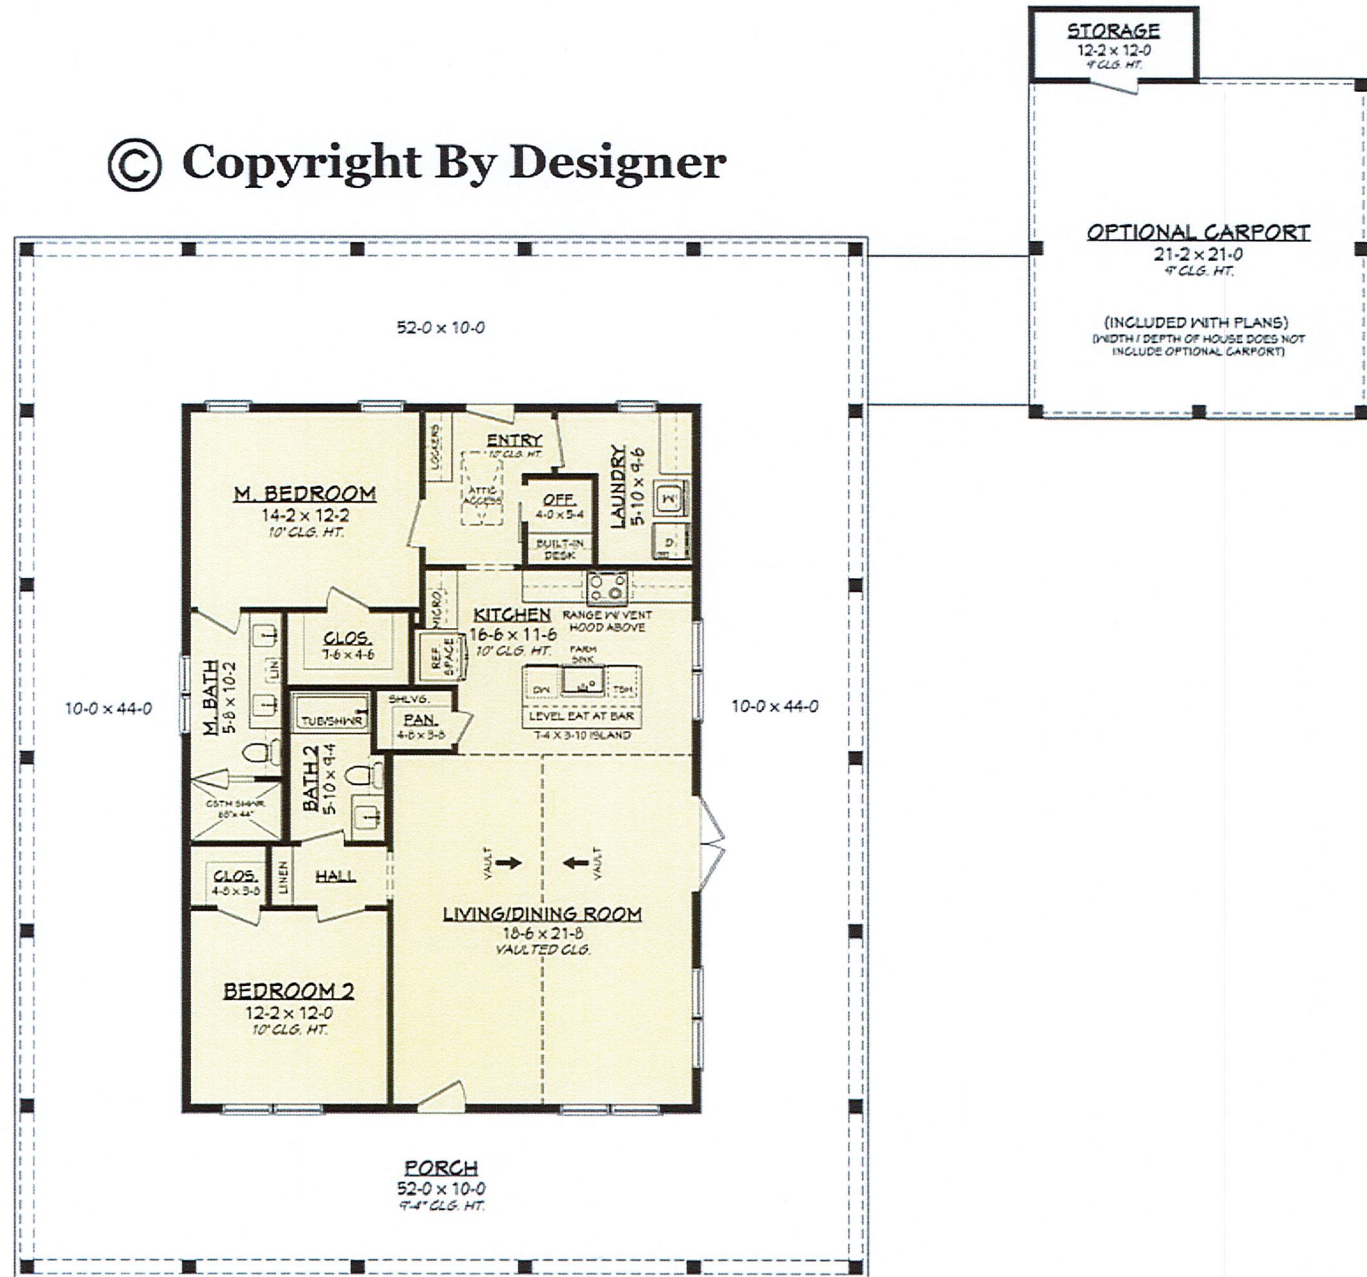 STORAGE
12-2 x 12-0
9' CLG. HT.
© Copyright By Designer
OPTIONAL CARPORT
21-2 x 21-0
9' CLG. HT.
(INCLUDED WITH PLANS)
(WIDTH / DEPTH OF HOUSE DOES NOT
INCLUDE OPTIONAL CARPORT)
52-0 x 10-0
LOCKERS
ENTRY
10' CLG. HT.
ATTIC
ACCESS
LAUNDRY
5-10 x 9-6
W
D
OFF.
4-0 x 5-4
BUILT-IN
DESK
M. BEDROOM
14-2 x 12-2
10' CLG. HT.
MICRO
KITCHEN
16-6 x 11-6
10' CLG. HT.
RANGE W/ VENT
HOOD ABOVE
REF.
SPACE
FARM
SINK
DW.
TSH
LEVEL EAT AT BAR
7-4 X 3-10 ISLAND
CLOS.
7-6 x 4-6
LIN
M. BATH
5-8 x 10-2
10-0 x 44-0
10-0 x 44-0
SHLVG.
PAN.
4-8 x 3-8
TUB/SHWR
BATH 2
5-10 x 9-4
CSTM SHWR
CLOS.
4-8 x 3-8
LINEN
HALL
VAULT
VAULT
LIVING/DINING ROOM
18-6 x 21-8
VAULTED CLG.
BEDROOM 2
12-2 x 12-0
10' CLG. HT.
PORCH
52-0 x 10-0
9'-4" CLG. HT.